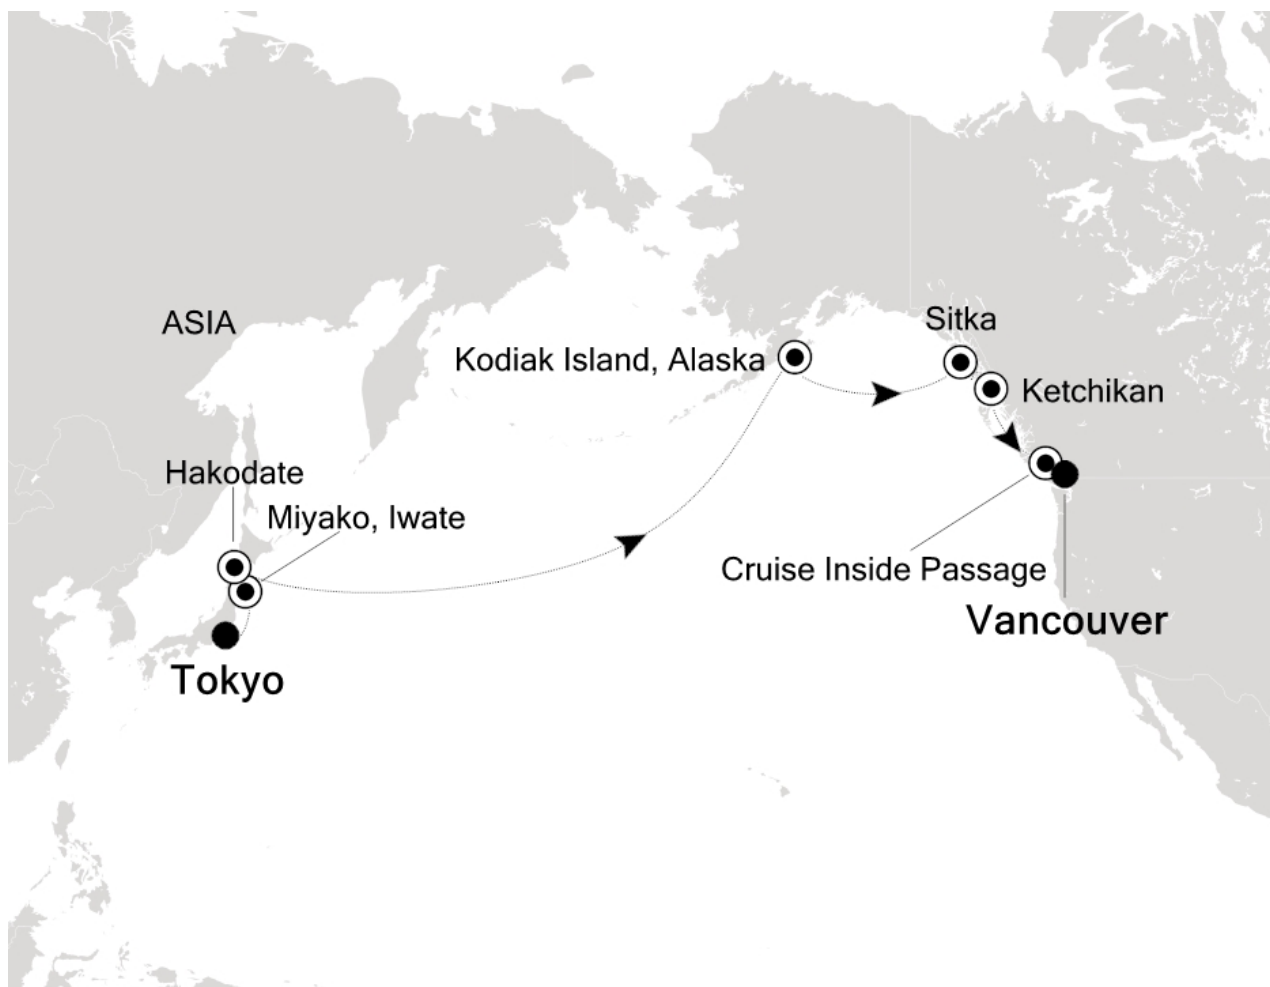 ASIA
Sitka
Kodiak Island, Alaska
Ketchikan
Hakodate
Miyako, Iwate
Cruise Inside Passage
Vancouver
Tokyo